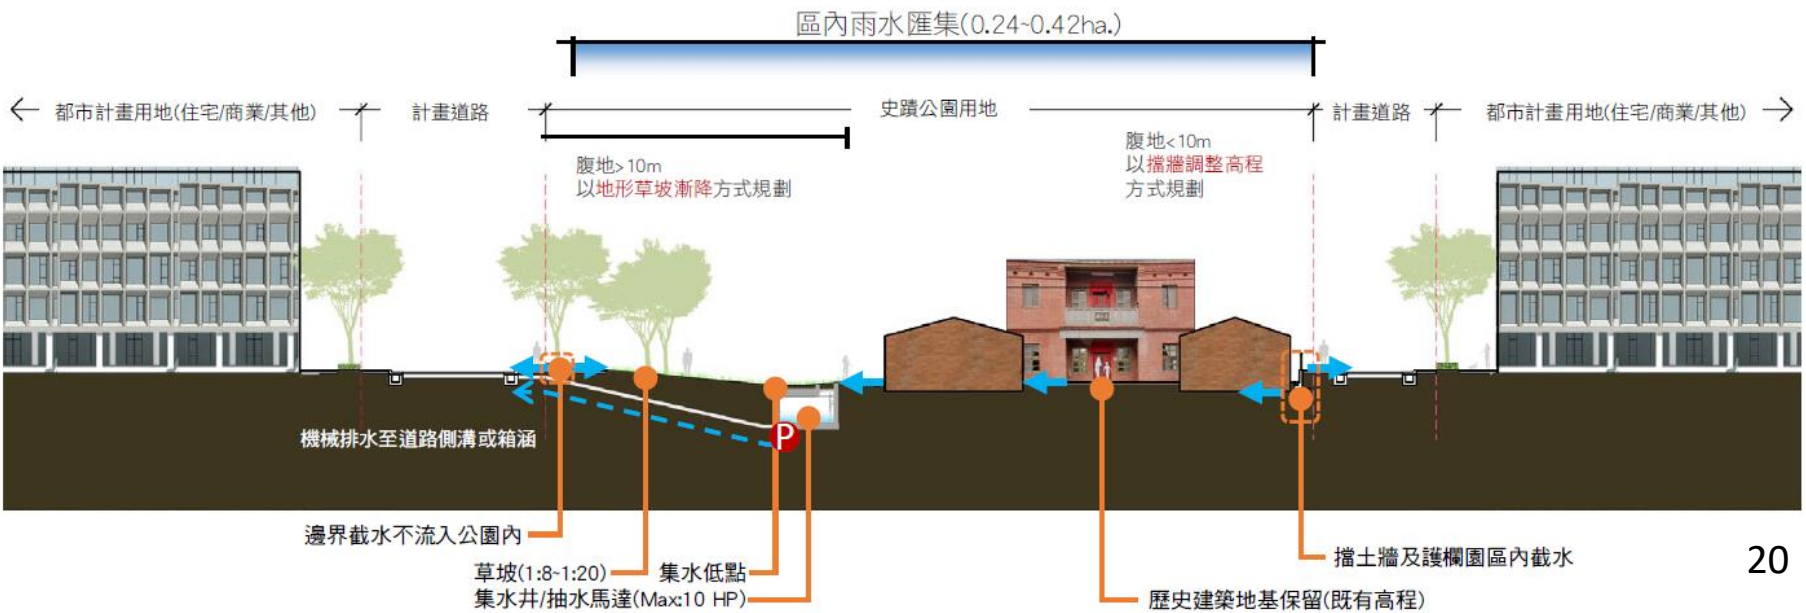 區內雨水匯集(0.24~0.42ha.)
都市計畫用地(住宅/商業/其他)
計畫道路
史蹟公園用地
計畫道路
都市計畫用地(住宅/商業/其他)
腹地>10m
以地形草坡漸降方式規劃
腹地<10m
以擋牆調整高程
方式規劃
機械排水至道路側溝或箱涵
P
邊界截水不流入公園內
草坡(1:8~1:20)
集水低點
集水井/抽水馬達(Max:10 HP)
擋土牆及護欄園區內截水
歷史建築地基保留(既有高程)
20